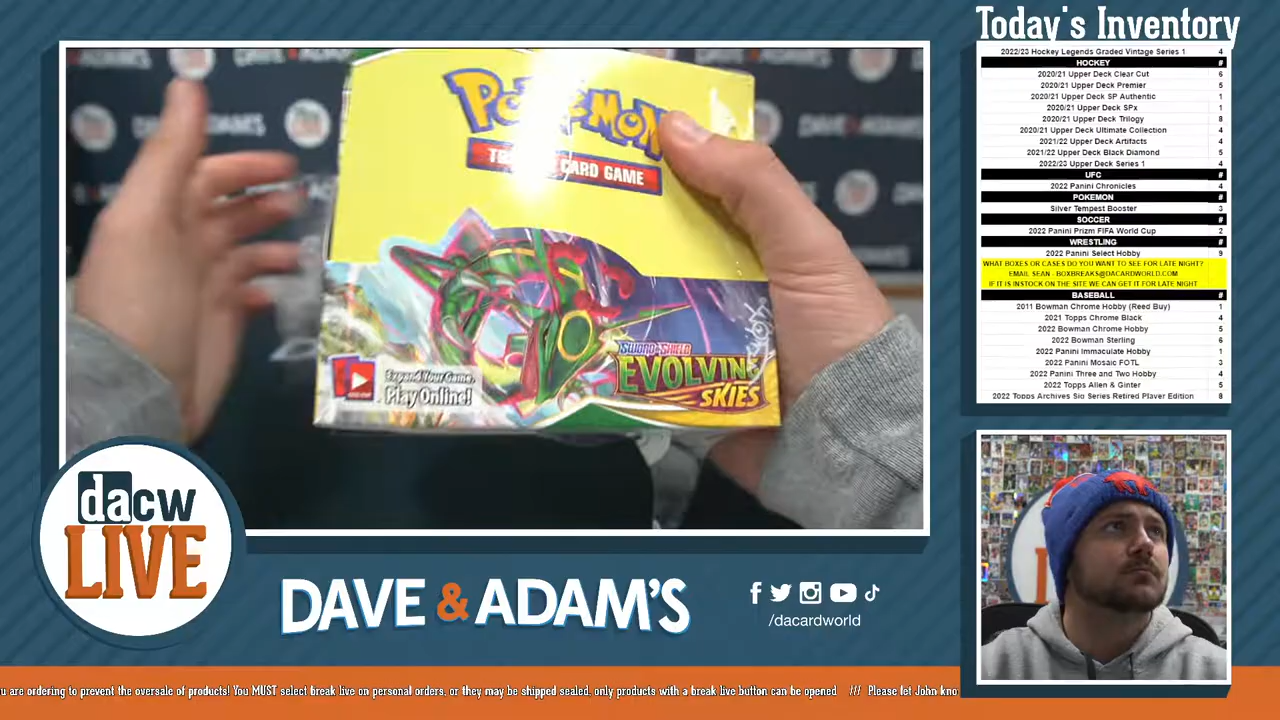 Today's Inventory
2022/23 Hockey Legends Graded Vintage Series 1 4
HOCKEY #
2020/21 Upper Deck Clear Cut 6
2020/21 Upper Deck Premier 5
2020/21 Upper Deck SP Authentic 1
2020/21 Upper Deck SPx 1
2020/21 Upper Deck Trilogy 8
2020/21 Upper Deck Ultimate Collection 4
2021/22 Upper Deck Artifacts 4
2021/22 Upper Deck Black Diamond 5
2022/23 Upper Deck Series 1 4
UFC #
2022 Panini Chronicles 4
POKEMON #
Silver Tempest Booster 3
SOCCER #
2022 Panini Prizm FIFA World Cup 2
WRESTLING #
2022 Panini Select Hobby 9
WHAT BOXES OR CASES DO YOU WANT TO SEE FOR LATE NIGHT?
EMAIL SEAN - BOXBREAKS@DACARDWORLD.COM
IF IT IS INSTOCK ON THE SITE WE CAN GET IT FOR LATE NIGHT
BASEBALL #
2011 Bowman Chrome Hobby (Reed Buy) 1
2021 Topps Chrome Black 4
2022 Bowman Chrome Hobby 5
2022 Bowman Sterling 6
2022 Panini Immaculate Hobby 1
2022 Panini Mosaic FOTL 3
2022 Panini Three and Two Hobby 4
2022 Topps Allen & Ginter 5
2022 Topps Archives Sig Series Retired Player Edition 8
DAVE & ADAM'S
POKéMON
CARD GAME
SWORD & SHIELD
EVOLVING
SKIES
Expand Your Game.
Play Online!
dacw
LIVE
DAVE & ADAM'S
/dacardworld
u are ordering to prevent the oversale of products! You MUST select break live on personal orders, or they may be shipped sealed, only products with a break live button can be opened /// Please let John kno